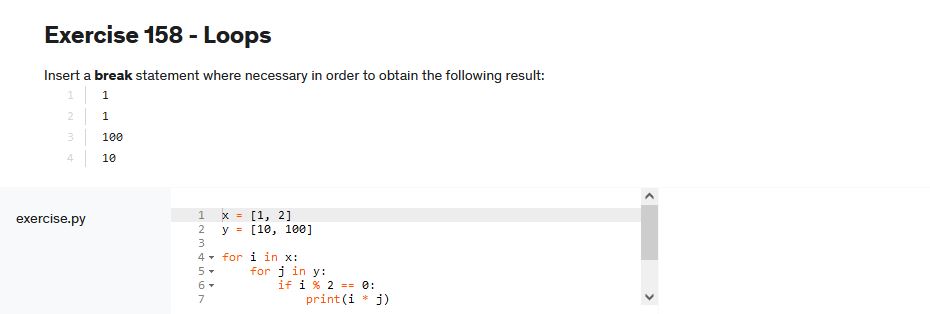 Exercise 158 - Loops
Insert a break statement where necessary in order to obtain the following result:
1 1
2 1
3 100
4 10
exercise.py
1 x = [1, 2]
2 y = [10, 100]
3
4 for i in x:
5     for j in y:
6         if i % 2 == 0:
7             print(i * j)